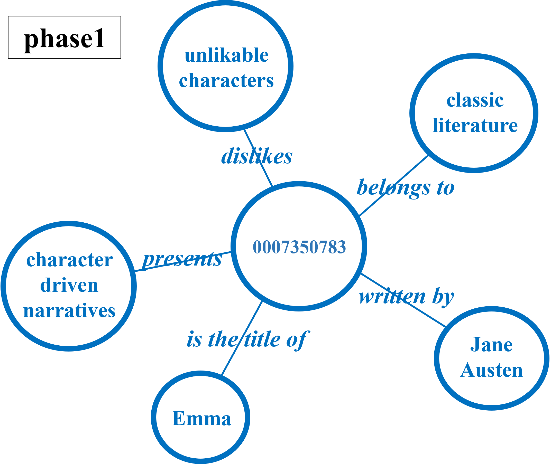 phase1
unlikable
characters
classic
literature
dislikes
belongs to
0007350783
character
driven
narratives
presents
written by
is the title of
Jane
Austen
Emma